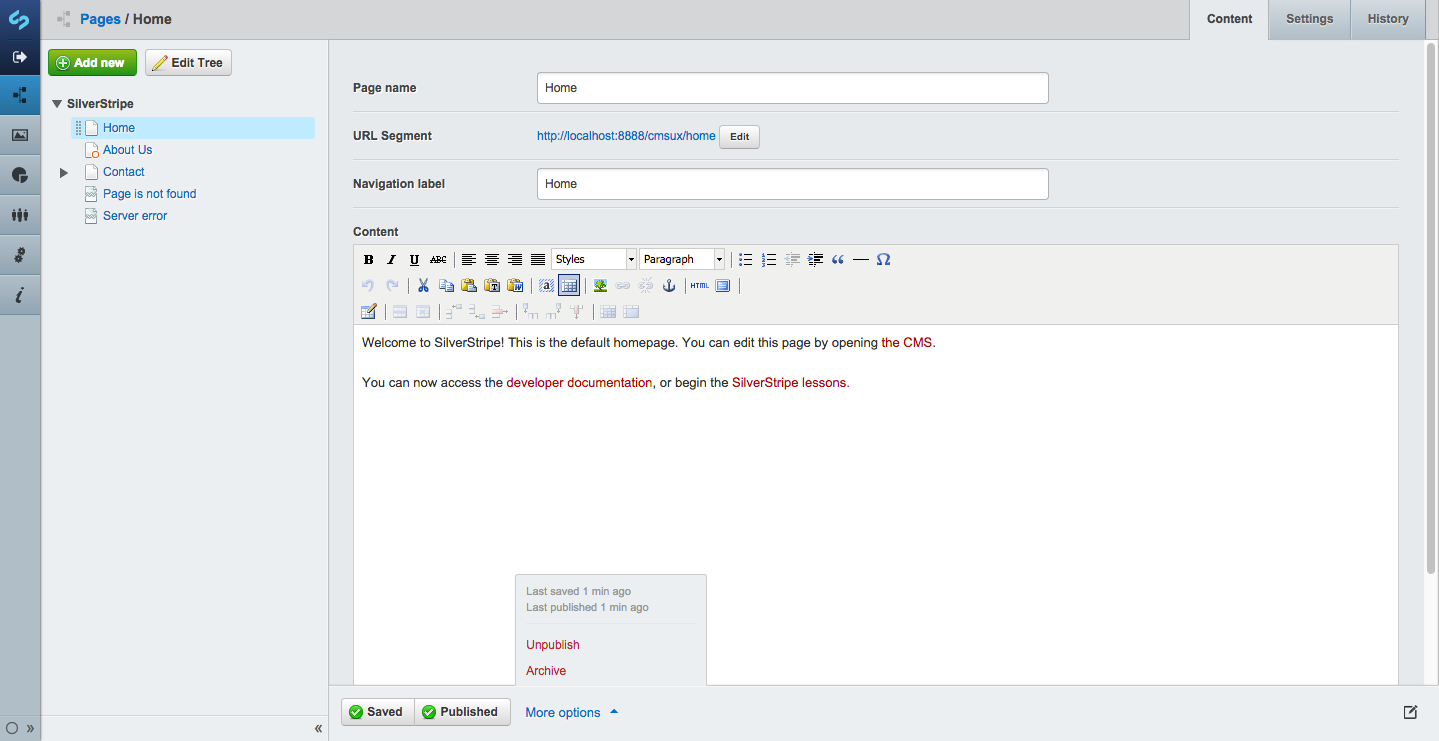 Pages / Home
Content
Settings
History
Add new
Edit Tree
SilverStripe
Home
About Us
Contact
Page is not found
Server error
Page name
Home
URL Segment
http://localhost:8888/cmsux/home
Edit
Navigation label
Home
Content
B I U ABC
Styles
Paragraph
HTML
Welcome to SilverStripe! This is the default homepage. You can edit this page by opening the CMS.
You can now access the developer documentation, or begin the SilverStripe lessons.
Last saved 1 min ago
Last published 1 min ago
Unpublish
Archive
Saved
Published
More options